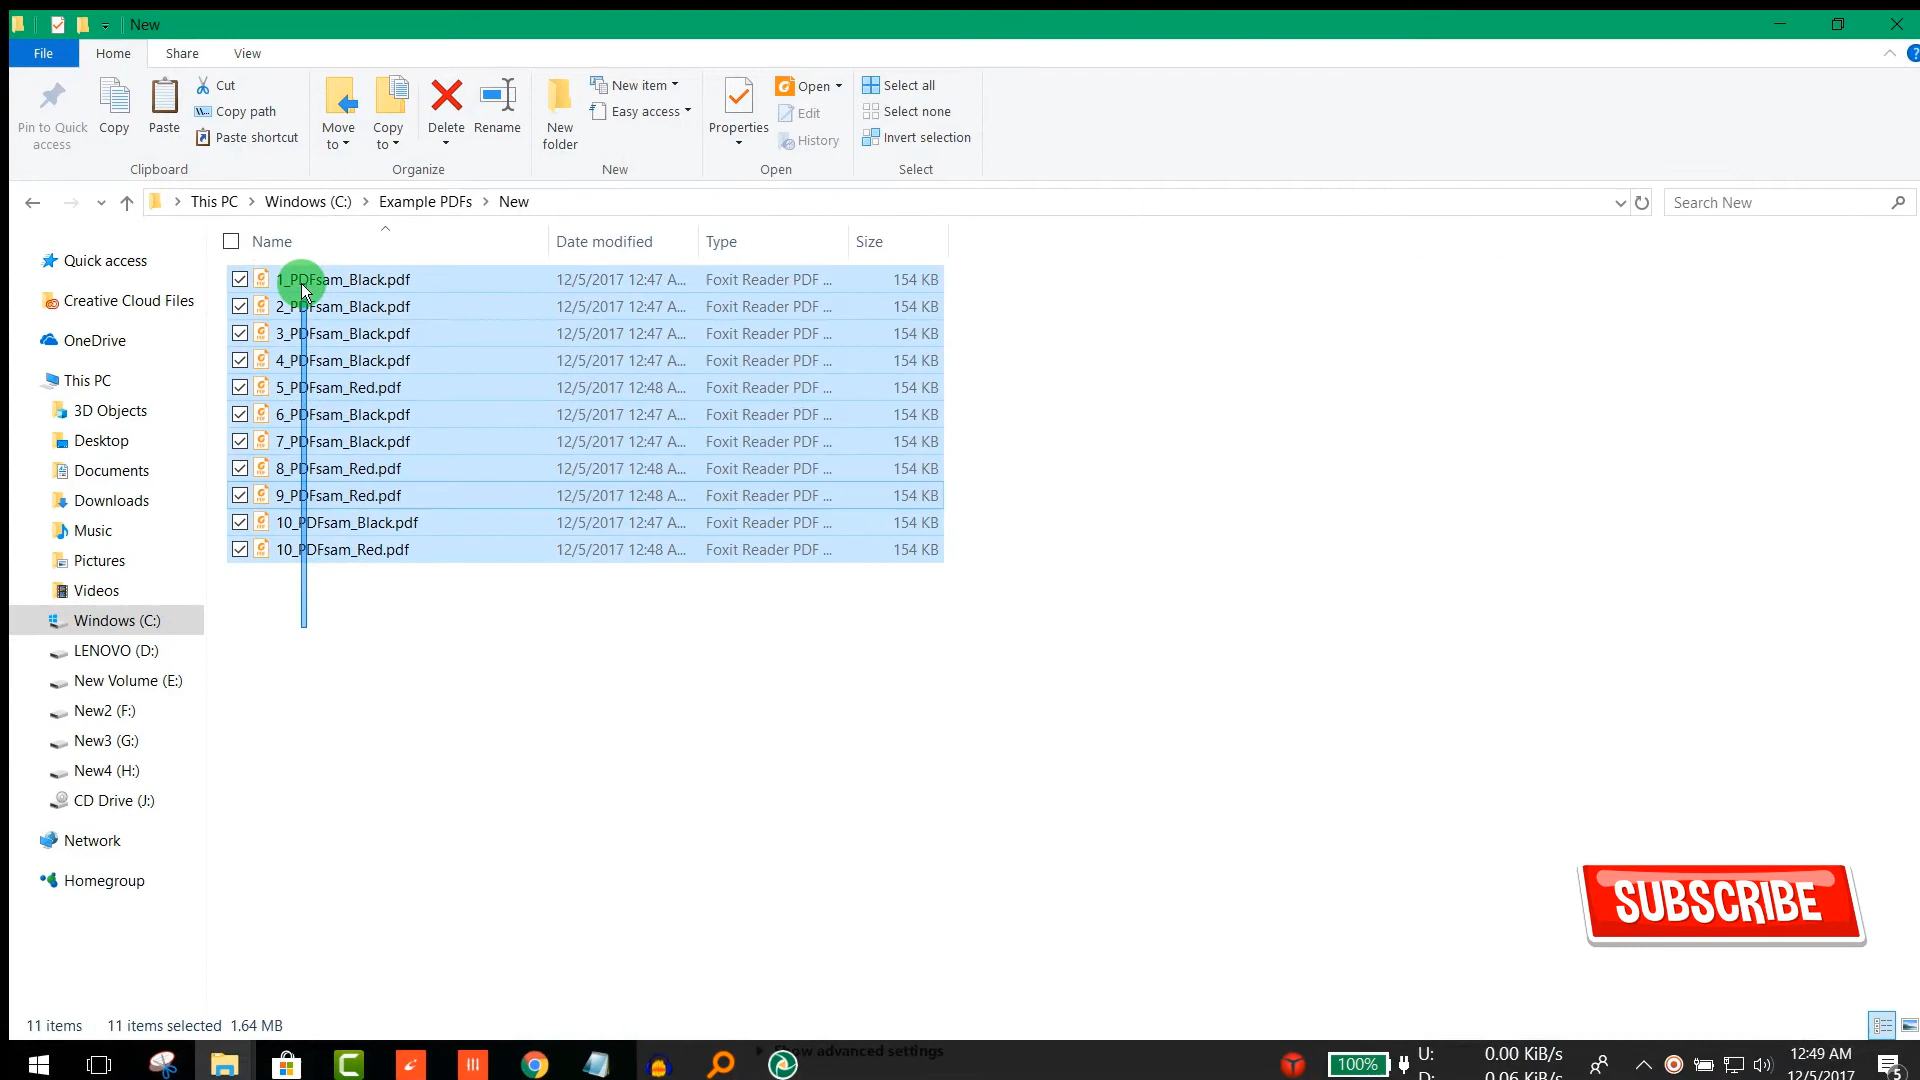 New
File Home Share View
Pin to Quick access
Copy
Paste
Cut
Copy path
Paste shortcut
Clipboard
Move to
Copy to
Delete
Rename
Organize
New folder
New item
Easy access
New
Properties
Open
Edit
History
Open
Select all
Select none
Invert selection
Select
This PC > Windows (C:) > Example PDFs > New
Search New
Name Date modified Type Size
1_PDFsam_Black.pdf 12/5/2017 12:47 A... Foxit Reader PDF ... 154 KB
2_PDFsam_Black.pdf 12/5/2017 12:47 A... Foxit Reader PDF ... 154 KB
3_PDFsam_Black.pdf 12/5/2017 12:47 A... Foxit Reader PDF ... 154 KB
4_PDFsam_Black.pdf 12/5/2017 12:47 A... Foxit Reader PDF ... 154 KB
5_PDFsam_Red.pdf 12/5/2017 12:48 A... Foxit Reader PDF ... 154 KB
6_PDFsam_Black.pdf 12/5/2017 12:47 A... Foxit Reader PDF ... 154 KB
7_PDFsam_Black.pdf 12/5/2017 12:47 A... Foxit Reader PDF ... 154 KB
8_PDFsam_Red.pdf 12/5/2017 12:48 A... Foxit Reader PDF ... 154 KB
9_PDFsam_Red.pdf 12/5/2017 12:48 A... Foxit Reader PDF ... 154 KB
10_PDFsam_Black.pdf 12/5/2017 12:47 A... Foxit Reader PDF ... 154 KB
10_PDFsam_Red.pdf 12/5/2017 12:48 A... Foxit Reader PDF ... 154 KB
Quick access
Creative Cloud Files
OneDrive
This PC
3D Objects
Desktop
Documents
Downloads
Music
Pictures
Videos
Windows (C:)
LENOVO (D:)
New Volume (E:)
New2 (F:)
New3 (G:)
New4 (H:)
CD Drive (J:)
Network
Homegroup
SUBSCRIBE
11 items 11 items selected 1.64 MB
Show advanced settings
100%
U: 0.00 KiB/s
D: 0.06 KiB/s
12:49 AM
12/5/2017
5